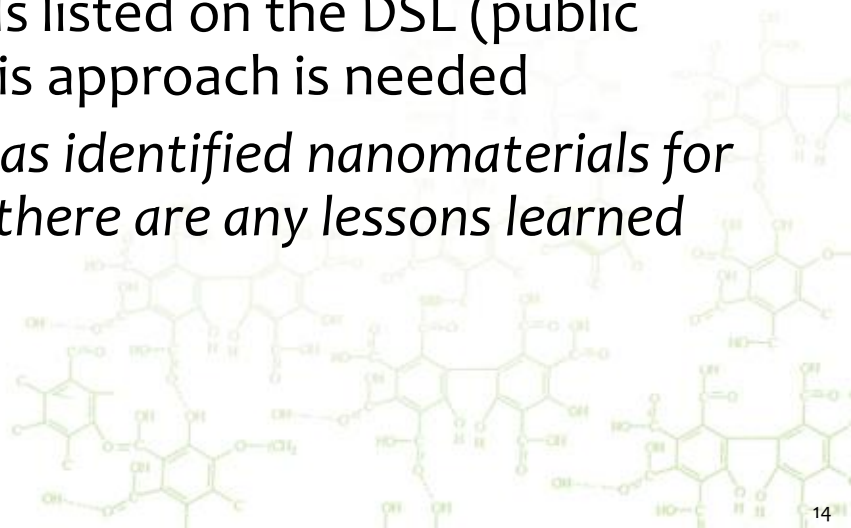 ls listed on the DSL (public
is approach is needed
as identified nanomaterials for
there are any lessons learned
14